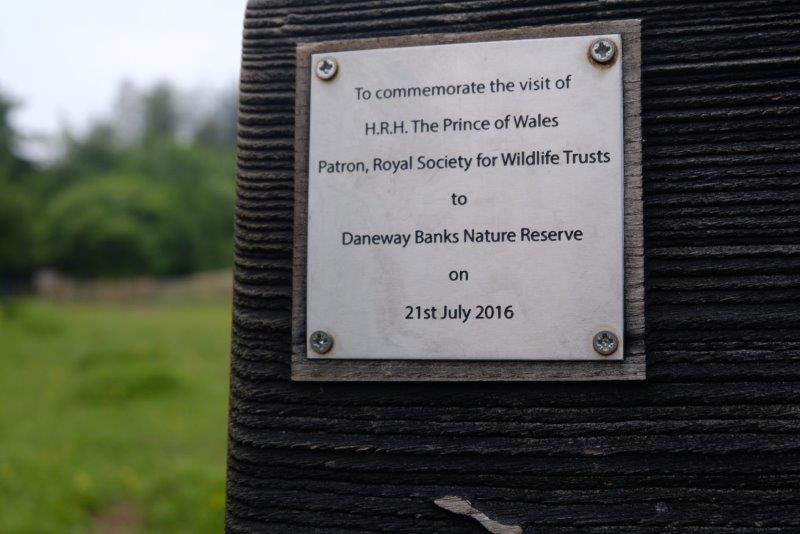 To commemorate the visit of
H.R.H. The Prince of Wales
Patron, Royal Society for Wildlife Trusts
to
Daneway Banks Nature Reserve
on
21st July 2016